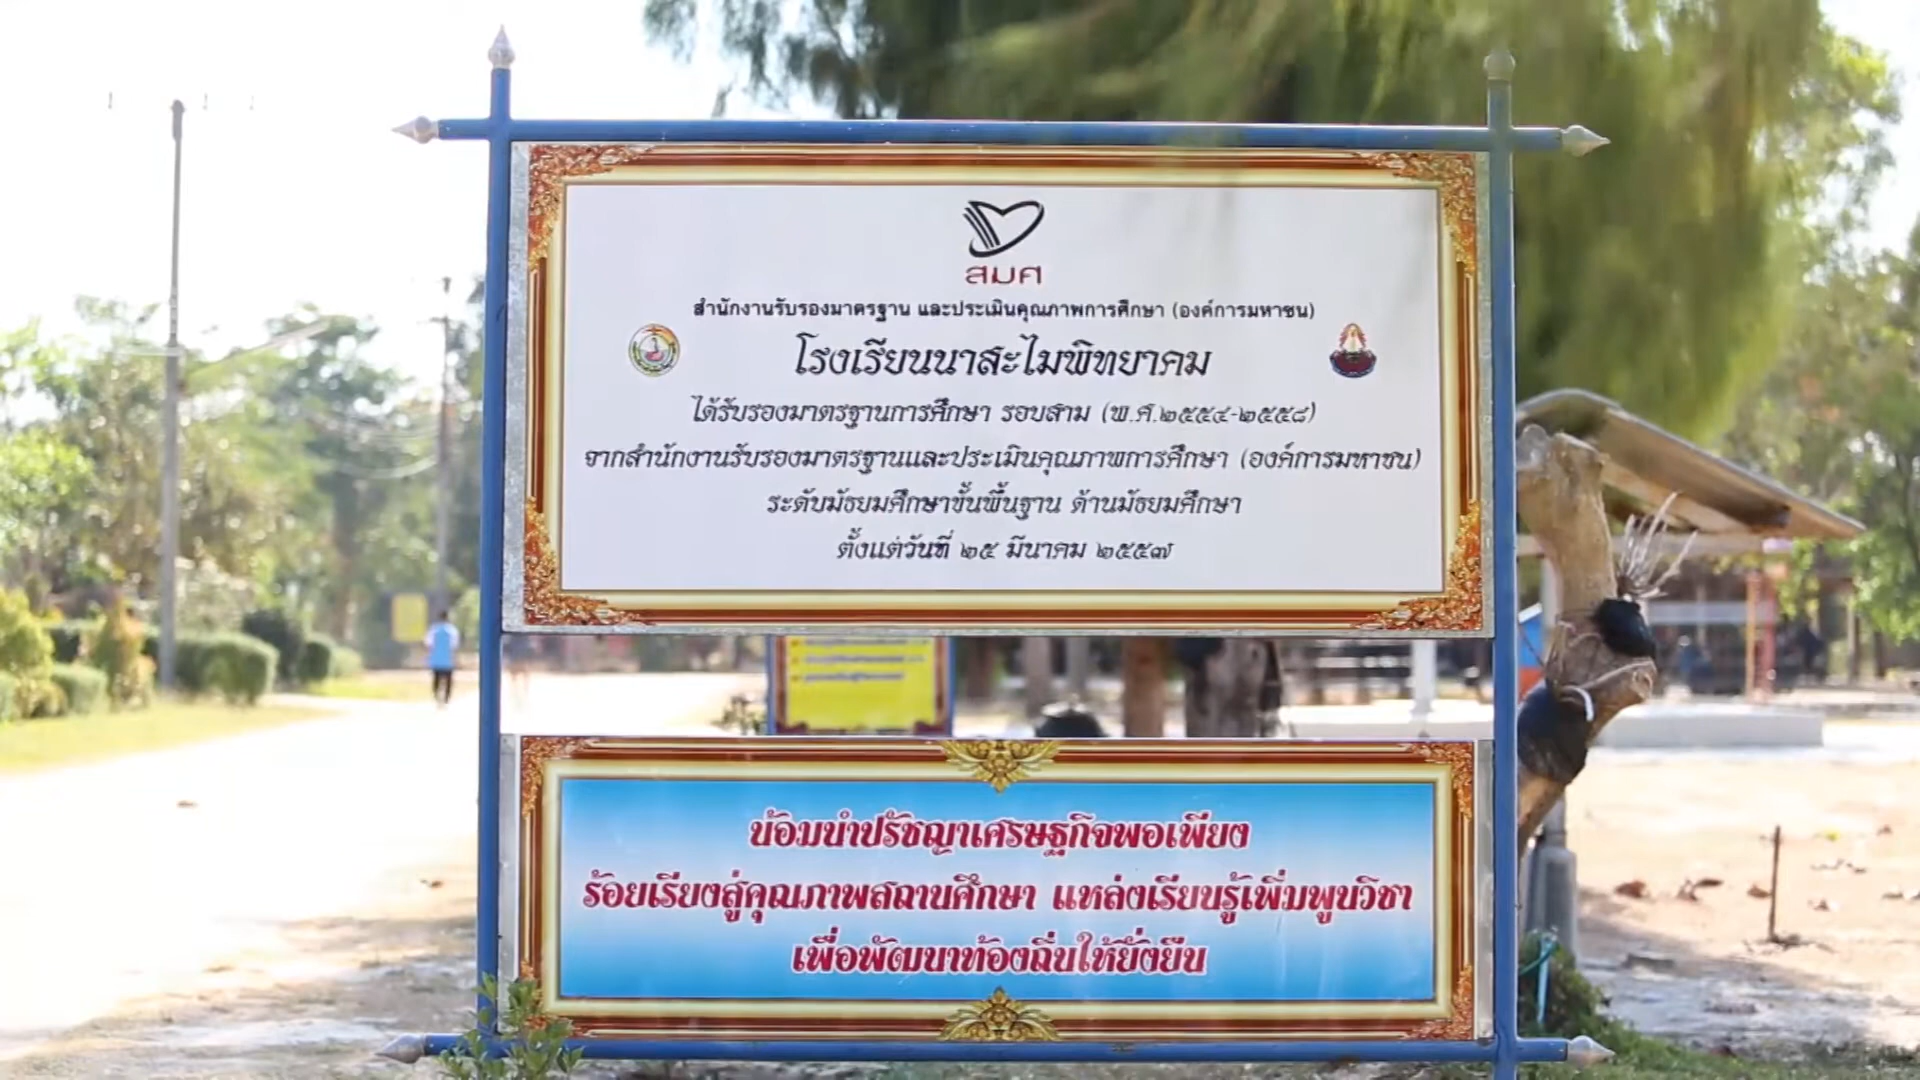 สมศ
สำนักงานรับรองมาตรฐาน และประเมินคุณภาพการศึกษา (องค์การมหาชน)
โรงเรียนนาสะไมพิทยาคม
ได้รับรองมาตรฐานการศึกษา รอบสาม (พ.ศ.๒๕๕๔-๒๕๕๘)
จากสำนักงานรับรองมาตรฐานและประเมินคุณภาพการศึกษา (องค์การมหาชน)
ระดับมัธยมศึกษาขั้นพื้นฐาน ด้านมัธยมศึกษา
ตั้งแต่วันที่ ๒๕ มีนาคม ๒๕๕๗
น้อมนำปรัชญาเศรษฐกิจพอเพียง
ร้อยเรียงสู่คุณภาพสถานศึกษา แหล่งเรียนรู้เพิ่มพูนวิชา
เพื่อพัฒนาท้องถิ่นให้ยั่งยืน